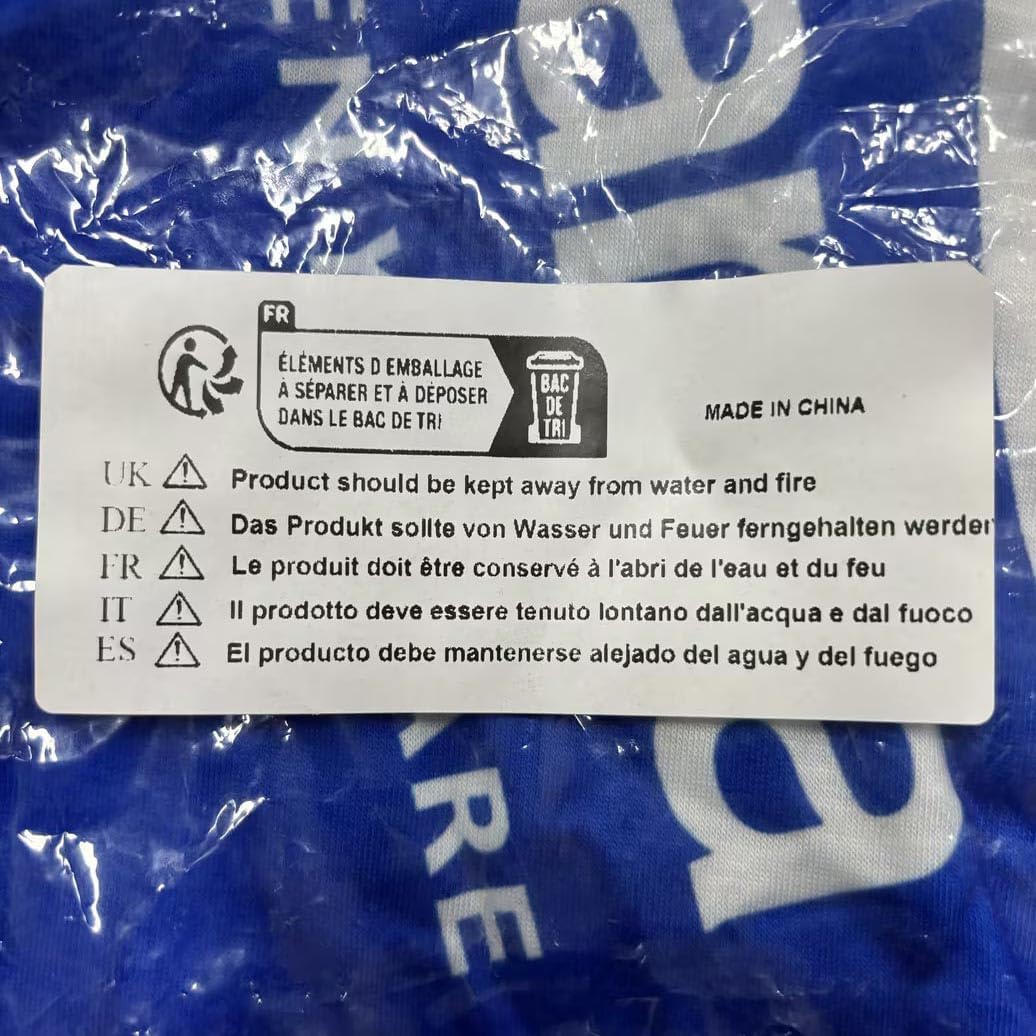 FR
ÉLÉMENTS D EMBALLAGE
À SÉPARER ET À DÉPOSER
DANS LE BAC DE TRI
BAC
DE
TRI
MADE IN CHINA
UK Product should be kept away from water and fire
DE Das Produkt sollte von Wasser und Feuer ferngehalten werden
FR Le produit doit être conservé à l'abri de l'eau et du feu
IT Il prodotto deve essere tenuto lontano dall'acqua e dal fuoco
ES El producto debe mantenerse alejado del agua y del fuego